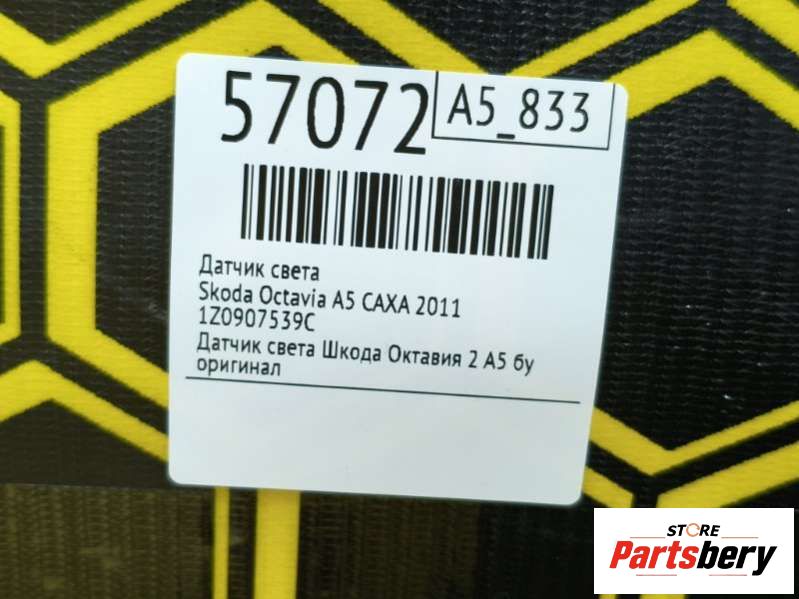 57072
A5_833
Датчик света
Skoda Octavia A5 CAXA 2011
1Z0907539C
Датчик света Шкода Октавия 2 А5 бу
оригинал
STORE
Partsbery